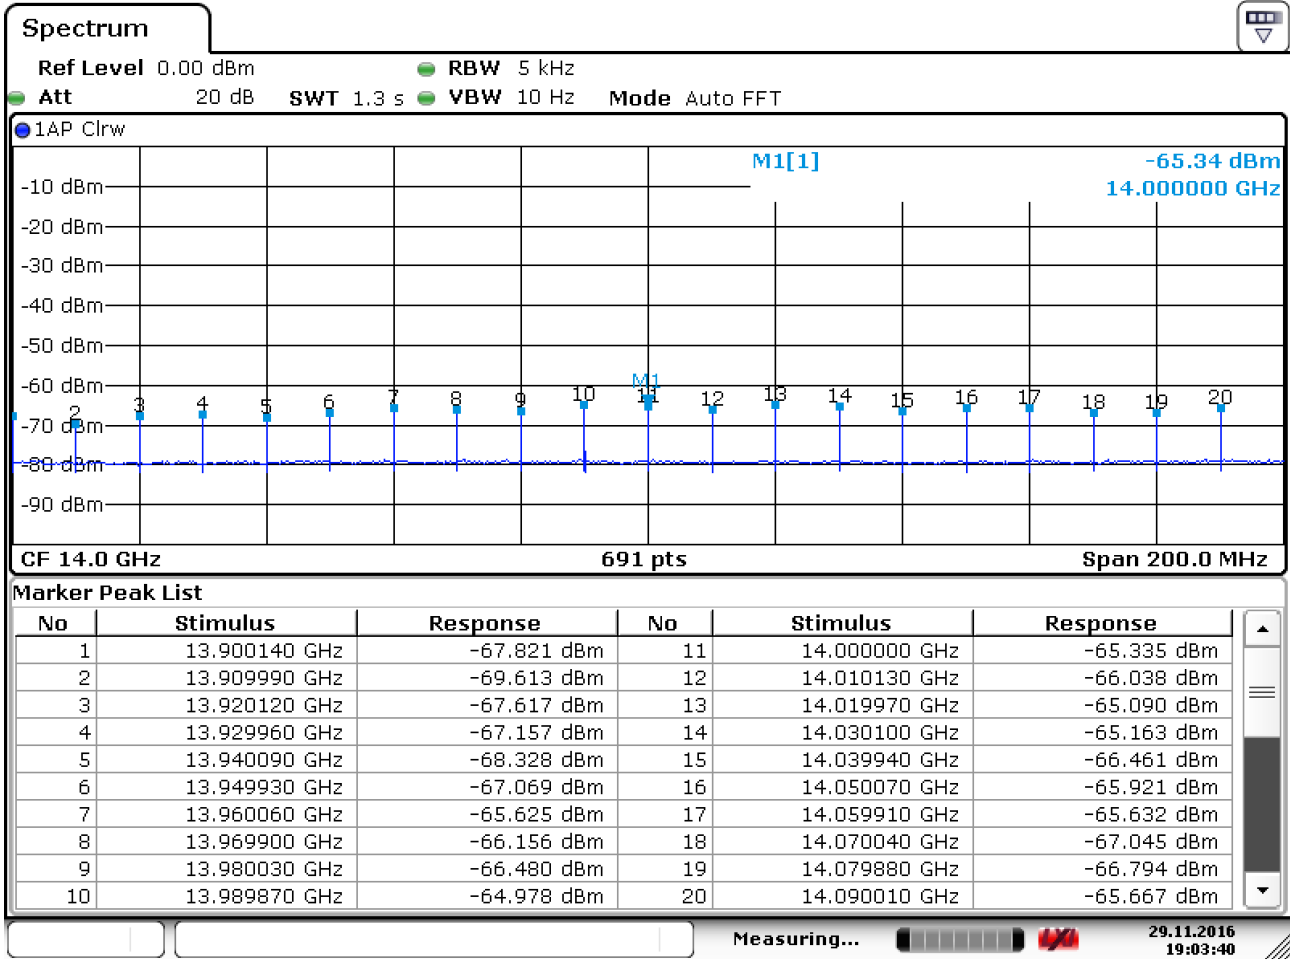 Spectrum
Ref Level 0.00 dBm RBW 5 kHz
Att 20 dB SWT 1.3 s VBW 10 Hz Mode Auto FFT
1AP Clrw
M1[1] -65.34 dBm
14.000000 GHz
-10 dBm
-20 dBm
-30 dBm
-40 dBm
-50 dBm
-60 dBm
M1
2 3 4 5 6 7 8 9 10 11 12 13 14 15 16 17 18 19 20
-70 dBm
-80 dBm
-90 dBm
CF 14.0 GHz 691 pts Span 200.0 MHz
Marker Peak List
No Stimulus Response No Stimulus Response
1 13.900140 GHz -67.821 dBm 11 14.000000 GHz -65.335 dBm
2 13.909990 GHz -69.613 dBm 12 14.010130 GHz -66.038 dBm
3 13.920120 GHz -67.617 dBm 13 14.019970 GHz -65.090 dBm
4 13.929960 GHz -67.157 dBm 14 14.030100 GHz -65.163 dBm
5 13.940090 GHz -68.328 dBm 15 14.039940 GHz -66.461 dBm
6 13.949930 GHz -67.069 dBm 16 14.050070 GHz -65.921 dBm
7 13.960060 GHz -65.625 dBm 17 14.059910 GHz -65.632 dBm
8 13.969900 GHz -66.156 dBm 18 14.070040 GHz -67.045 dBm
9 13.980030 GHz -66.480 dBm 19 14.079880 GHz -66.794 dBm
10 13.989870 GHz -64.978 dBm 20 14.090010 GHz -65.667 dBm
Measuring... LXI 29.11.2016
19:03:40